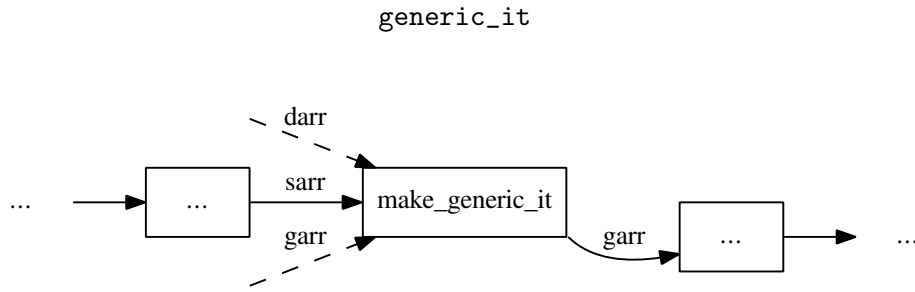 generic_it
darr
... ... sarr make_generic_it
garr garr ... ...